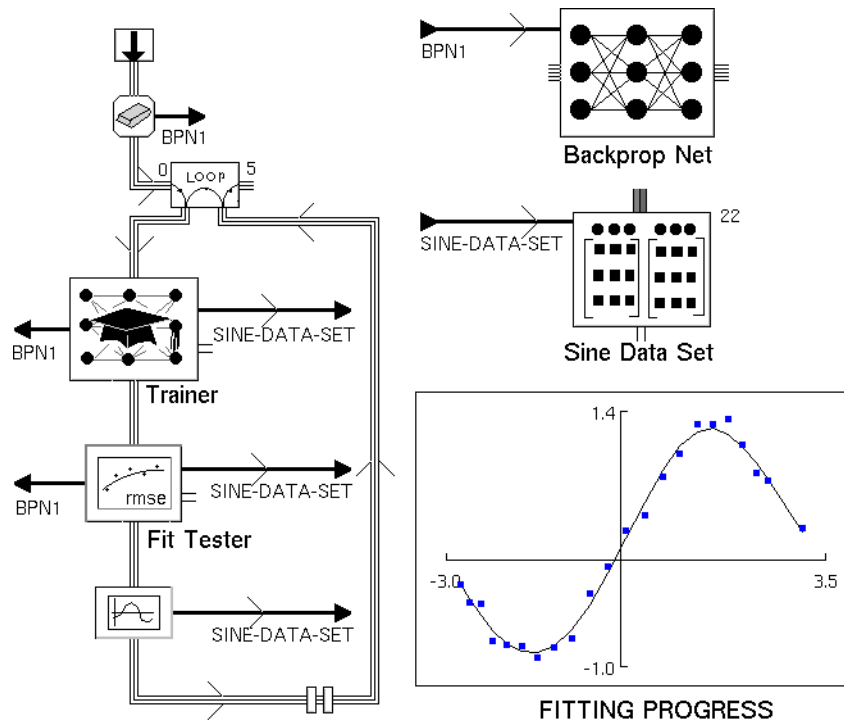 BPN1
0
LOOP
5
SINE-DATA-SET
BPN1
Trainer
SINE-DATA-SET
BPN1
rmse
Fit Tester
SINE-DATA-SET
BPN1
Backprop Net
SINE-DATA-SET
22
Sine Data Set
1.4
-3.0
3.5
-1.0
FITTING PROGRESS